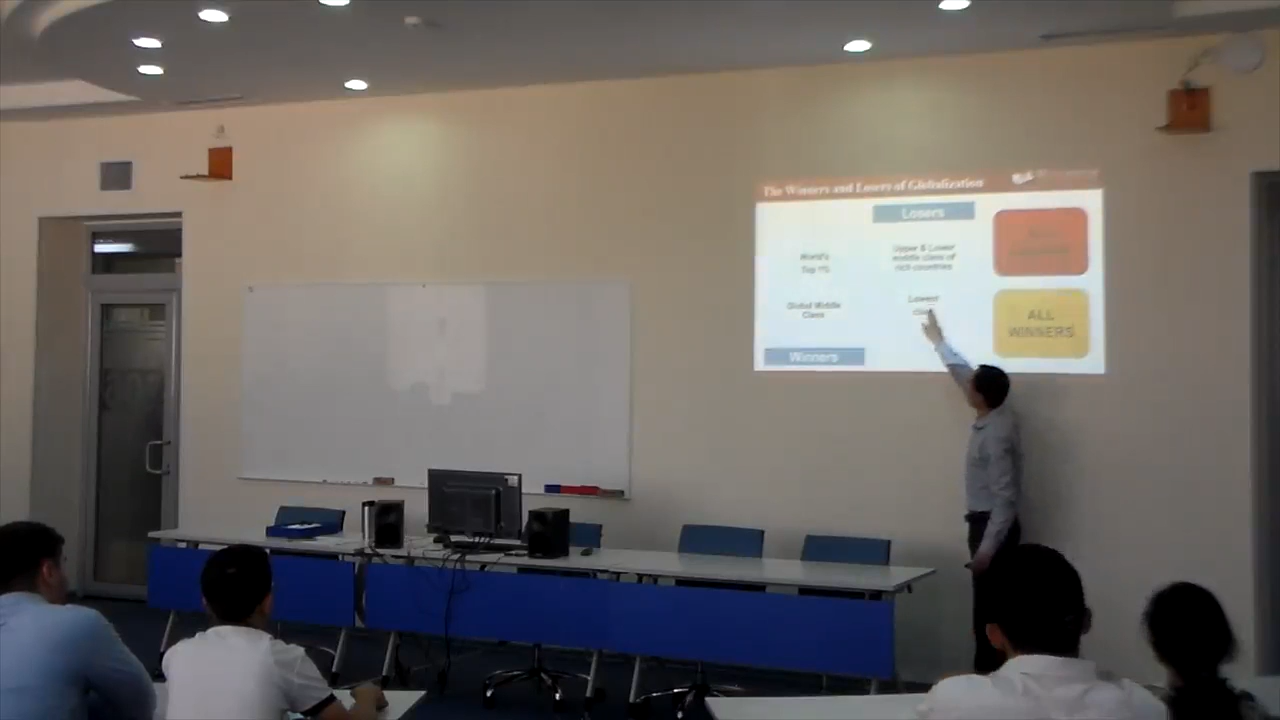 The Winners and Losers of Globalization
Losers
World's
Top 1%
Upper & Lower
middle class of
rich countries
Global Middle
Class
Lowest
ALL
WINNERS
Winners